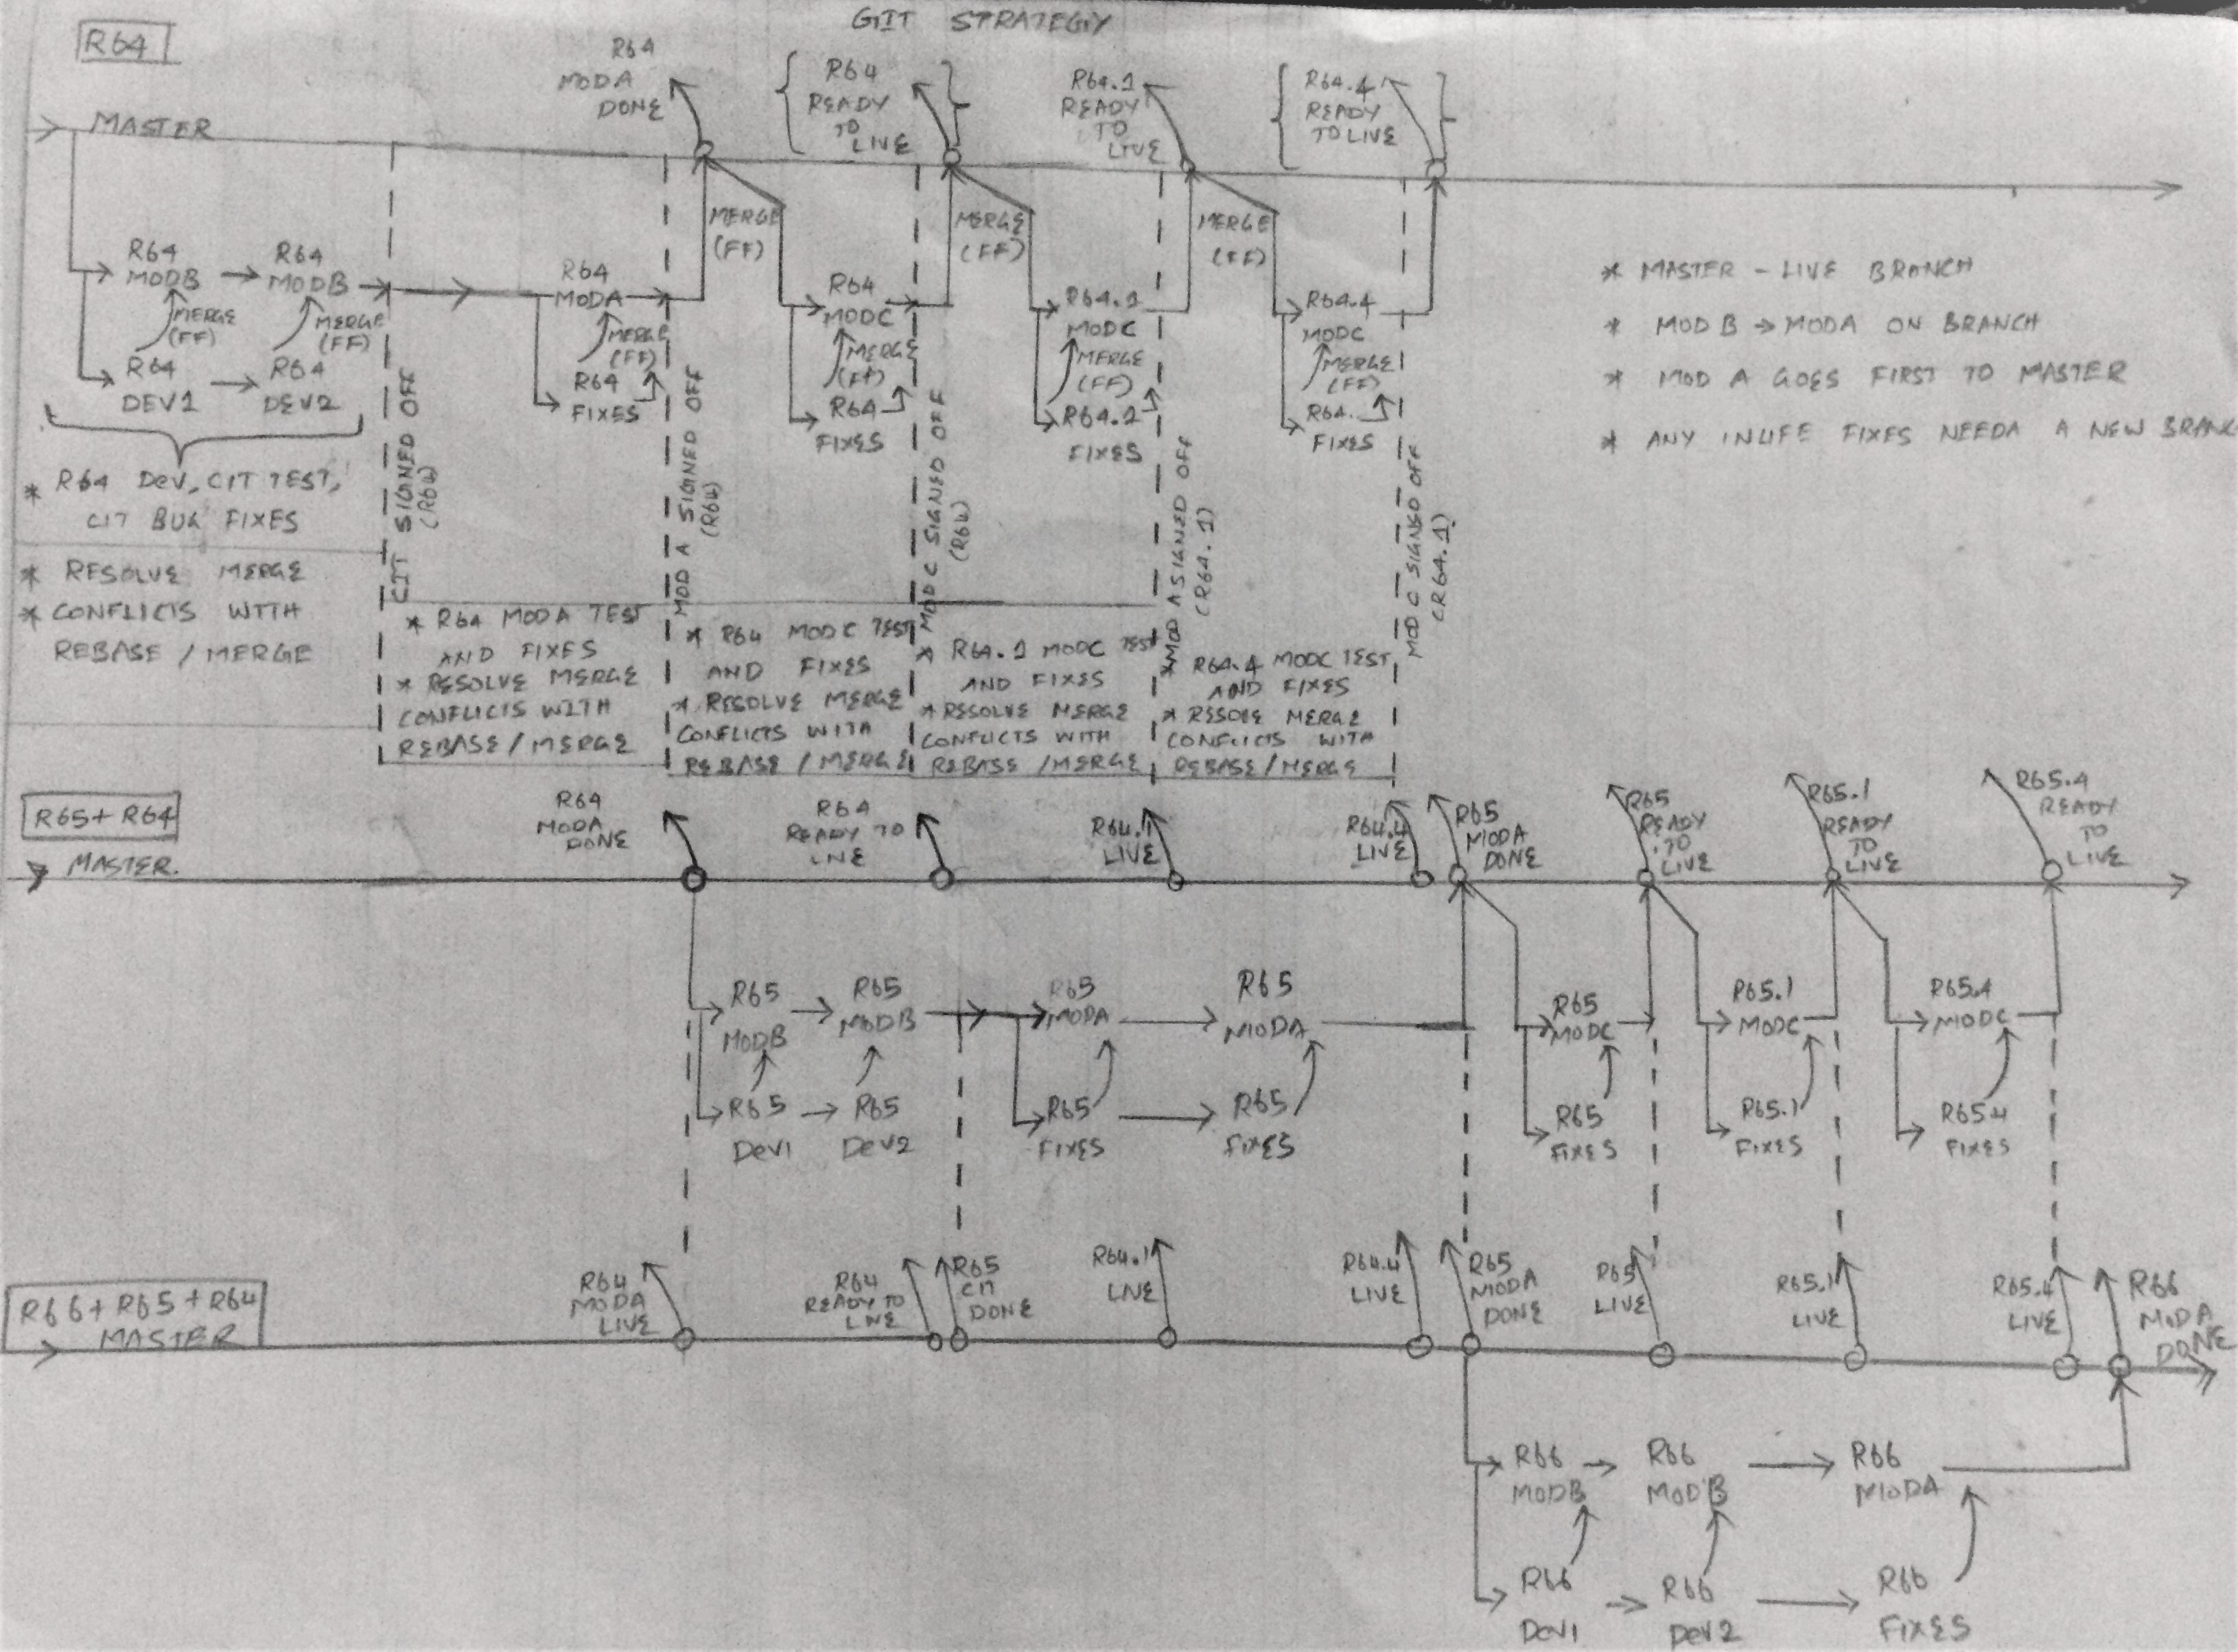 GIT STRATEGY
R64
MASTER
R64
MODA
DONE
R64
READY
TO
LIVE
R64.1
READY
TO
LIVE
R64.4
READY
TO LIVE
R64
MODB
R64
MODB
MERGE
(FF)
MERGE
(FF)
R64
DEV1
R64
DEV2
R64
MODA
MERGE
(FF)
R64
FIXES
MERGE
(FF)
R64
MODC
MERGE
(FF)
R64
FIXES
MERGE
(FF)
R64.1
MODC
MERGE
(FF)
R64.1
FIXES
MERGE
(FF)
R64.4
MODC
MERGE
(FF)
R64.
FIXES
* MASTER - LIVE BRANCH
* MOD B → MODA ON BRANCH
* MOD A GOES FIRST TO MASTER
* ANY INLIFE FIXES NEEDA A NEW BRANC
CIT SIGNED OFF
(R64)
MOD A SIGNED OFF
(R64)
MOD C SIGNED OFF
(R64)
MOD A SIGNED OFF
(R64.1)
MOD C SIGNED OFF
(R64.1)
* R64 DEV, CIT TEST,
CIT BUG FIXES
* RESOLVE MERGE
* CONFLICTS WITH
REBASE / MERGE
* R64 MODA TEST
AND FIXES
* RESOLVE MERGE
CONFLICTS WITH
REBASE / MERGE
* R64 MODC TEST
AND FIXES
* RESOLVE MERGE
CONFLICTS WITH
REBASE / MERGE
* R64.1 MODC TEST
AND FIXES
* RESOLVE MERGE
CONFLICTS WITH
REBASE / MERGE
* R64.4 MODC TEST
AND FIXES
* RESOLVE MERGE
CONFLICTS WITH
REBASE / MERGE
R65 + R64
MASTER.
R64
MODA
DONE
R64
READY TO
LIVE
R64.1
LIVE
R64.4
LIVE
R65
MODA
DONE
R65
READY
TO
LIVE
R65.1
READY
TO
LIVE
R65.4
READY
TO
LIVE
R65
MODB
R65
MODB
R65
MODA
R65
MODA
R65
MODC
R65.1
MODC
R65.4
MODC
R65
DEV1
R65
DEV2
R65
FIXES
R65
FIXES
R65
FIXES
R65.1
FIXES
R65.4
FIXES
R66 + R65 + R64
MASTER
R64
MODA
LIVE
R64
READY TO
LIVE
R65
CIT
DONE
R64.1
LIVE
R64.4
LIVE
R65
MODA
DONE
R65
LIVE
R65.1
LIVE
R65.4
LIVE
R66
MODA
DONE
R66
MODB
R66
MODB
R66
MODA
R66
DEV1
R66
DEV2
R66
FIXES